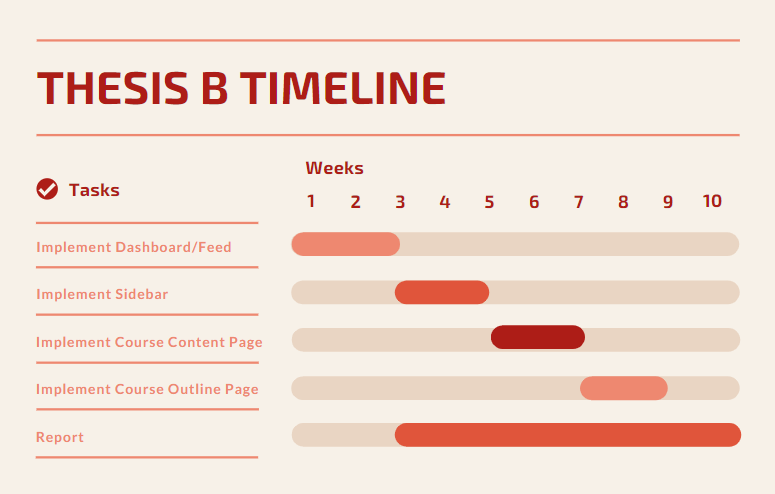 THESIS B TIMELINE
Weeks
Tasks
1 2 3 4 5 6 7 8 9 10
Implement Dashboard/Feed
Implement Sidebar
Implement Course Content Page
Implement Course Outline Page
Report